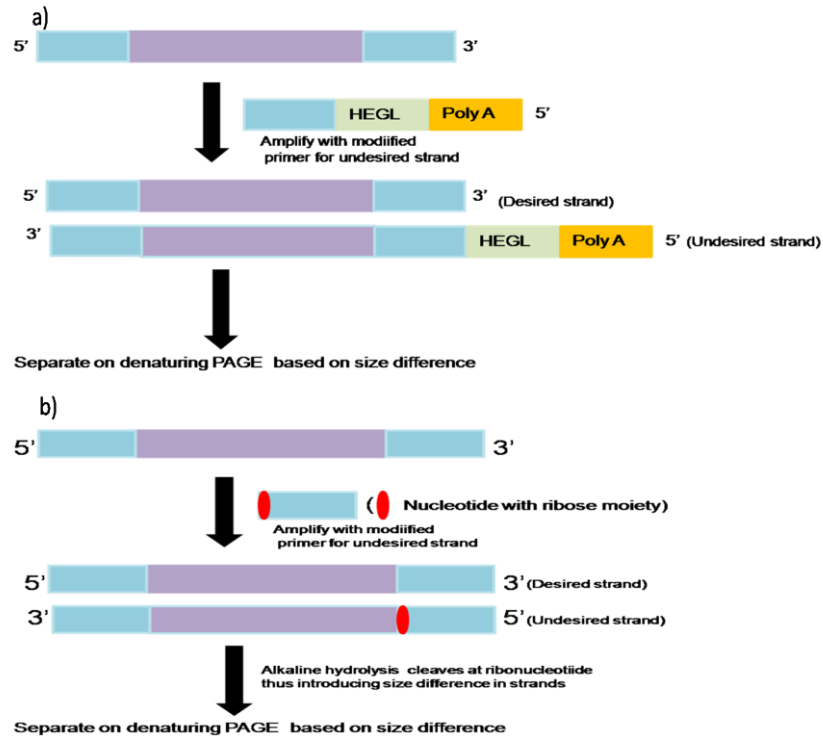 a)
5’ 3’
HEGL Poly A 5’
Amplify with modiified
primer for undesired strand
5’ 3’ (Desired strand)
3’ HEGL Poly A 5’ (Undesired strand)
Separate on denaturing PAGE based on size difference
b)
5’ 3’
( Nucleotide with ribose moiety)
Amplify with modiified
primer for undesired strand
5’ 3’ (Desired strand)
3’ 5’ (Undesired strand)
Alkaline hydrolysis cleaves at ribonucleotiide
thus introducing size difference in strands
Separate on denaturing PAGE based on size difference